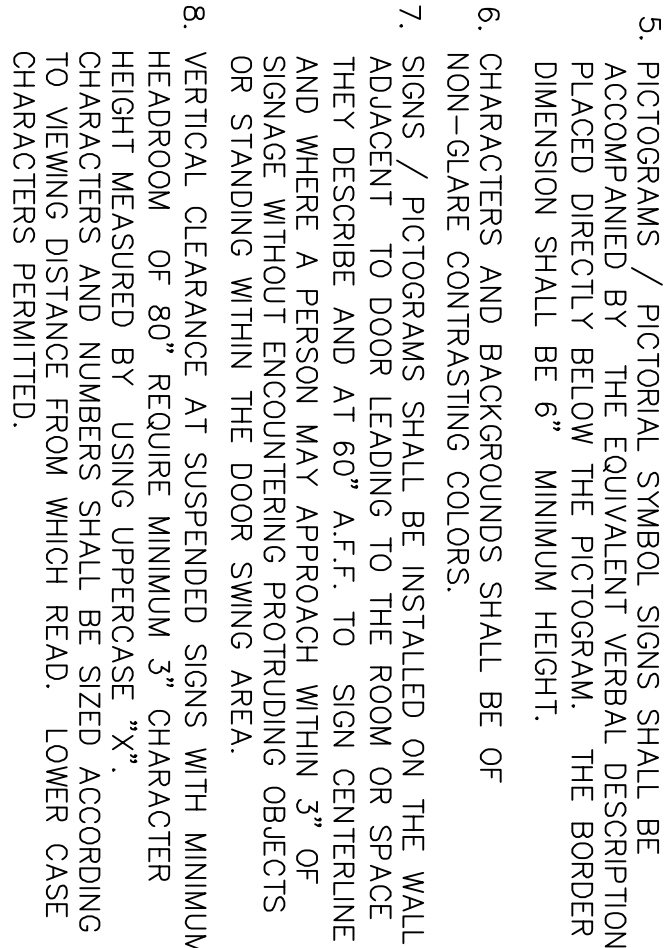 5. PICTOGRAMS / PICTORIAL SYMBOL SIGNS SHALL BE
ACCOMPANIED BY THE EQUIVALENT VERBAL DESCRIPTION
PLACED DIRECTLY BELOW THE PICTOGRAM. THE BORDER
DIMENSION SHALL BE 6" MINIMUM HEIGHT.
6. CHARACTERS AND BACKGROUNDS SHALL BE OF
NON-GLARE CONTRASTING COLORS.
7. SIGNS / PICTOGRAMS SHALL BE INSTALLED ON THE WALL
ADJACENT TO DOOR LEADING TO THE ROOM OR SPACE
THEY DESCRIBE AND AT 60" A.F.F. TO SIGN CENTERLINE
AND WHERE A PERSON MAY APPROACH WITHIN 3" OF
SIGNAGE WITHOUT ENCOUNTERING PROTRUDING OBJECTS
OR STANDING WITHIN THE DOOR SWING AREA.
8. VERTICAL CLEARANCE AT SUSPENDED SIGNS WITH MINIMUM
HEADROOM OF 80" REQUIRE MINIMUM 3" CHARACTER
HEIGHT MEASURED BY USING UPPERCASE "X".
CHARACTERS AND NUMBERS SHALL BE SIZED ACCORDING
TO VIEWING DISTANCE FROM WHICH READ. LOWER CASE
CHARACTERS PERMITTED.